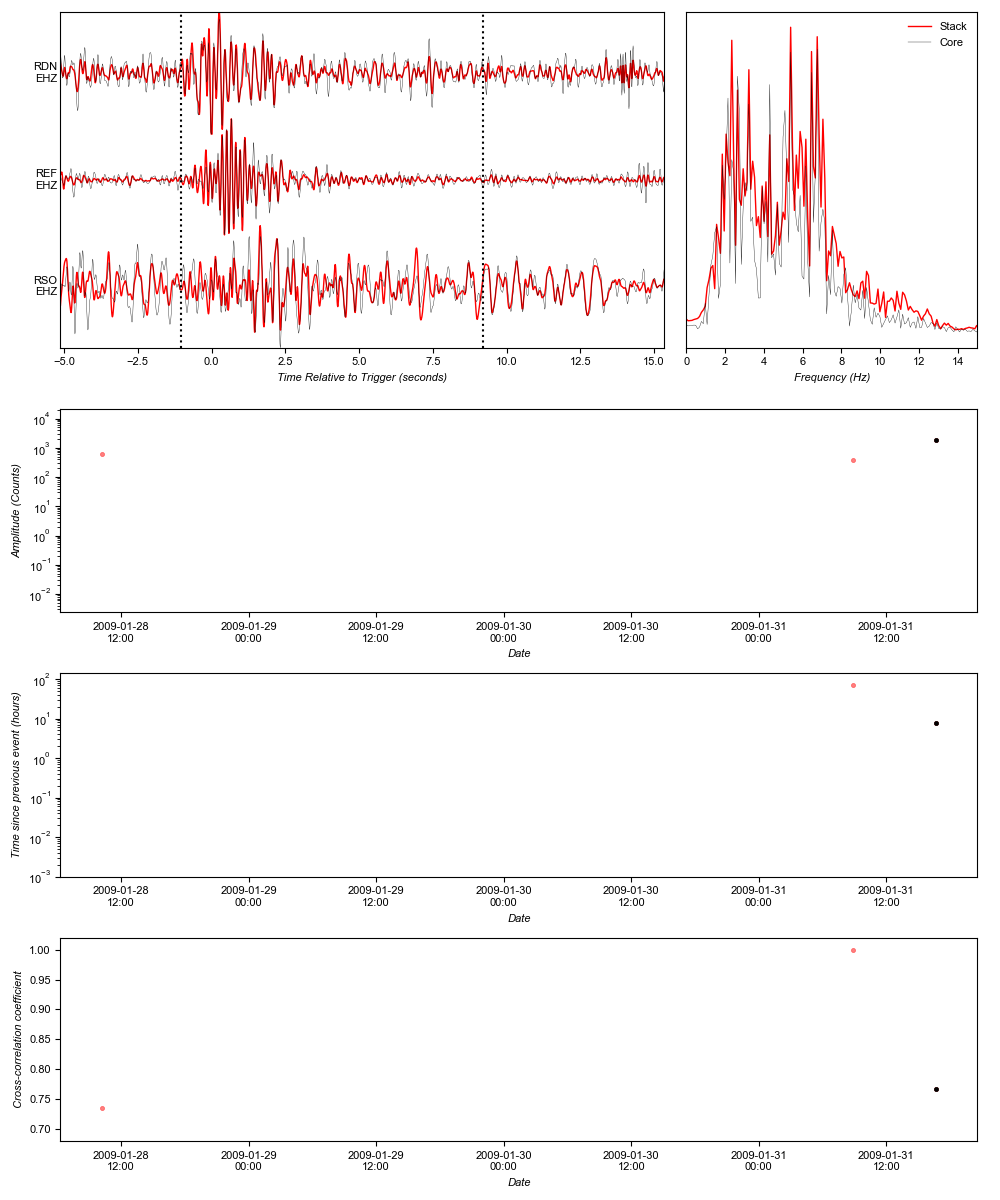 RDN
EHZ
REF
EHZ
RSO
EHZ
−5.0 −2.5 0.0 2.5 5.0 7.5 10.0 12.5 15.0
Time Relative to Trigger (seconds)
Stack
Core
0 2 4 6 8 10 12 14
Frequency (Hz)
10⁴
10³
10²
10¹
10⁰
10⁻¹
10⁻²
Amplitude (Counts)
2009-01-28 2009-01-29 2009-01-29 2009-01-30 2009-01-30 2009-01-31 2009-01-31
12:00 00:00 12:00 00:00 12:00 00:00 12:00
Date
10²
10¹
10⁰
10⁻¹
10⁻²
10⁻³
Time since previous event (hours)
2009-01-28 2009-01-29 2009-01-29 2009-01-30 2009-01-30 2009-01-31 2009-01-31
12:00 00:00 12:00 00:00 12:00 00:00 12:00
Date
1.00
0.95
0.90
0.85
0.80
0.75
0.70
Cross-correlation coefficient
2009-01-28 2009-01-29 2009-01-29 2009-01-30 2009-01-30 2009-01-31 2009-01-31
12:00 00:00 12:00 00:00 12:00 00:00 12:00
Date